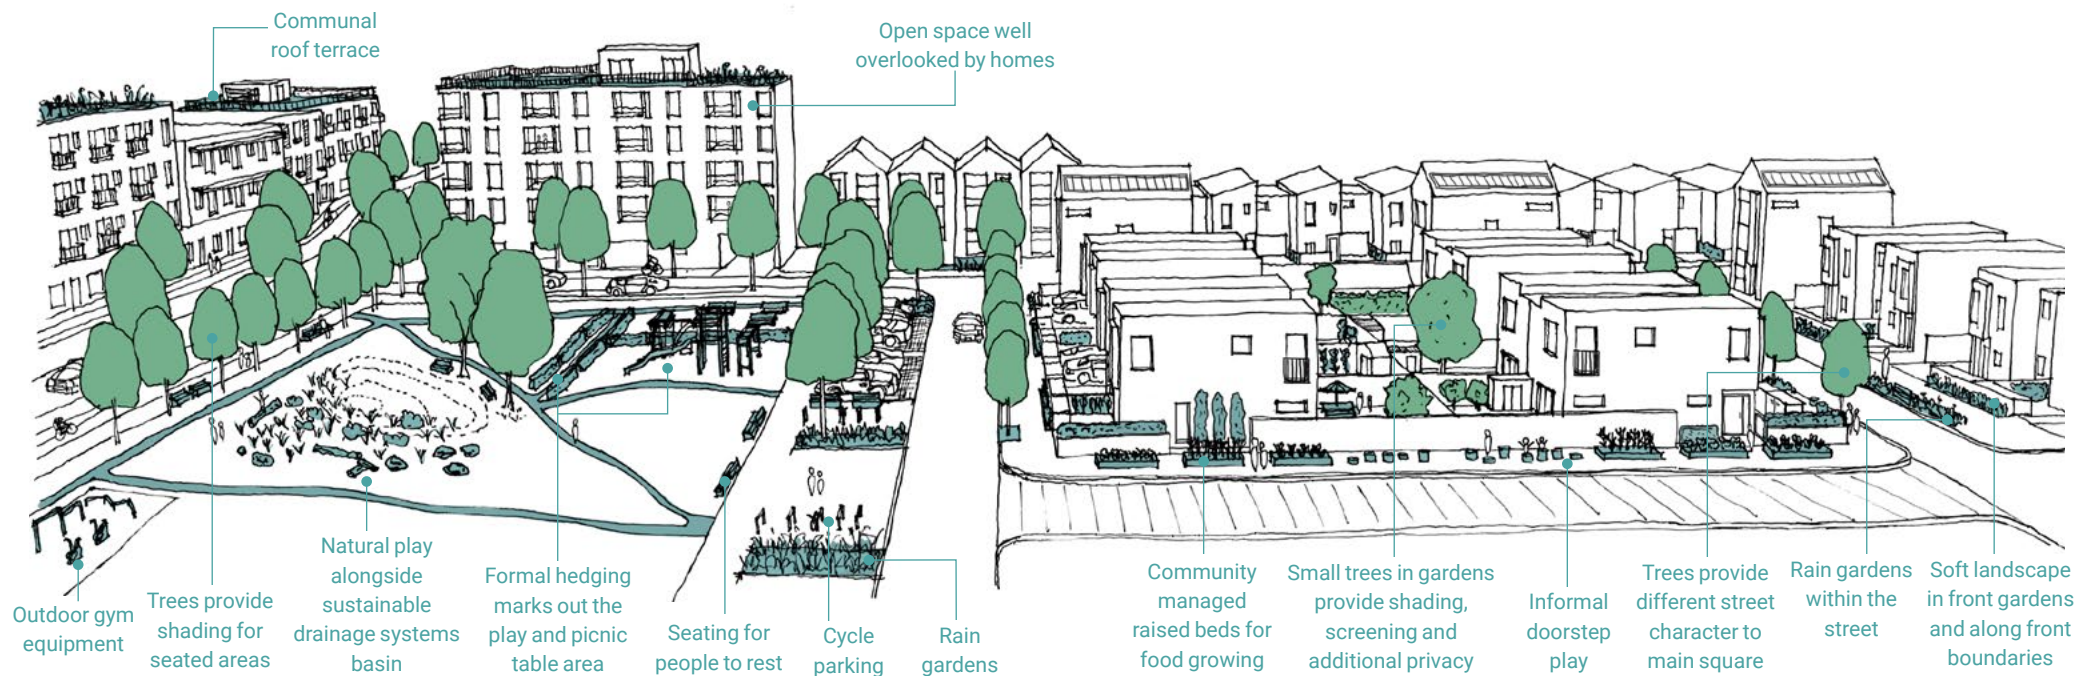 Communal
roof terrace
Open space well
overlooked by homes
Outdoor gym
equipment
Trees provide
shading for
seated areas
Natural play
alongside
sustainable
drainage systems
basin
Formal hedging
marks out the
play and picnic
table area
Seating for
people to rest
Cycle
parking
Rain
gardens
Community
managed
raised beds for
food growing
Small trees in gardens
provide shading,
screening and
additional privacy
Informal
doorstep
play
Trees provide
different street
character to
main square
Rain gardens
within the
street
Soft landscape
in front gardens
and along front
boundaries